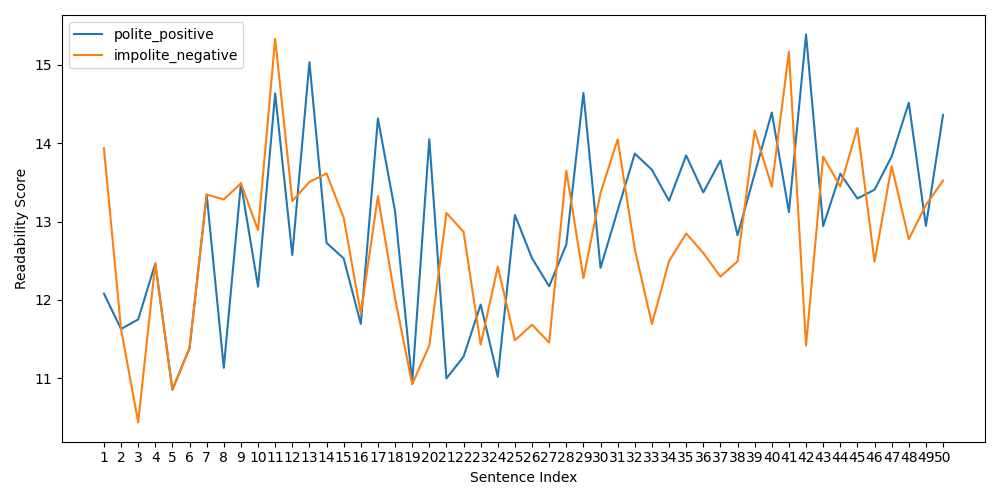 polite_positive
impolite_negative
15
14
13
12
11
Readability Score
1 2 3 4 5 6 7 8 9 10 11 12 13 14 15 16 17 18 19 20 21 22 23 24 25 26 27 28 29 30 31 32 33 34 35 36 37 38 39 40 41 42 43 44 45 46 47 48 49 50
Sentence Index